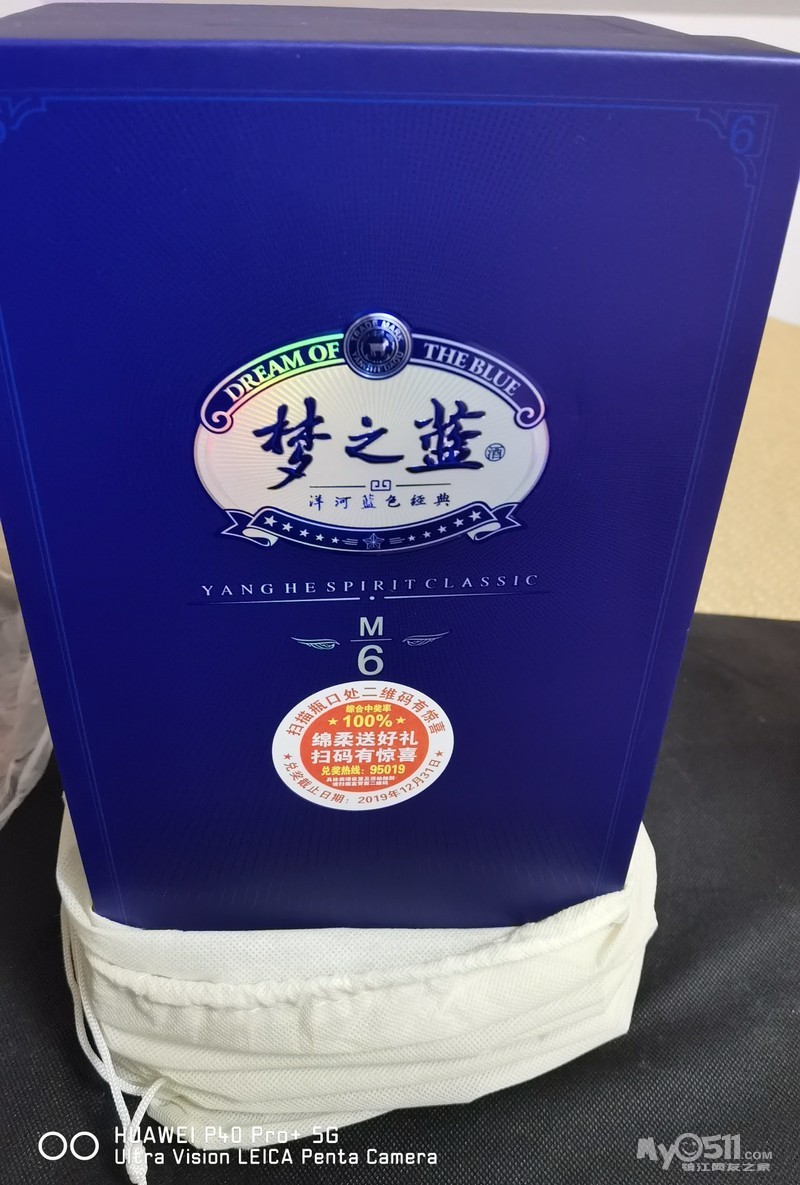 6
DREAM OF THE BLUE
TRADE MARK
梦之蓝
酒
洋河蓝色经典
YANGHE SPIRIT CLASSIC
M
6
扫描瓶口处二维码有惊喜
综合中奖率
100%
绵柔送好礼
扫码有惊喜
兑奖热线：95019
兑奖截止日期：2019年12月31日
HUAWEI P40 Pro+ 5G
Ultra Vision LEICA Penta Camera
My0511.COM
镇江网友之家